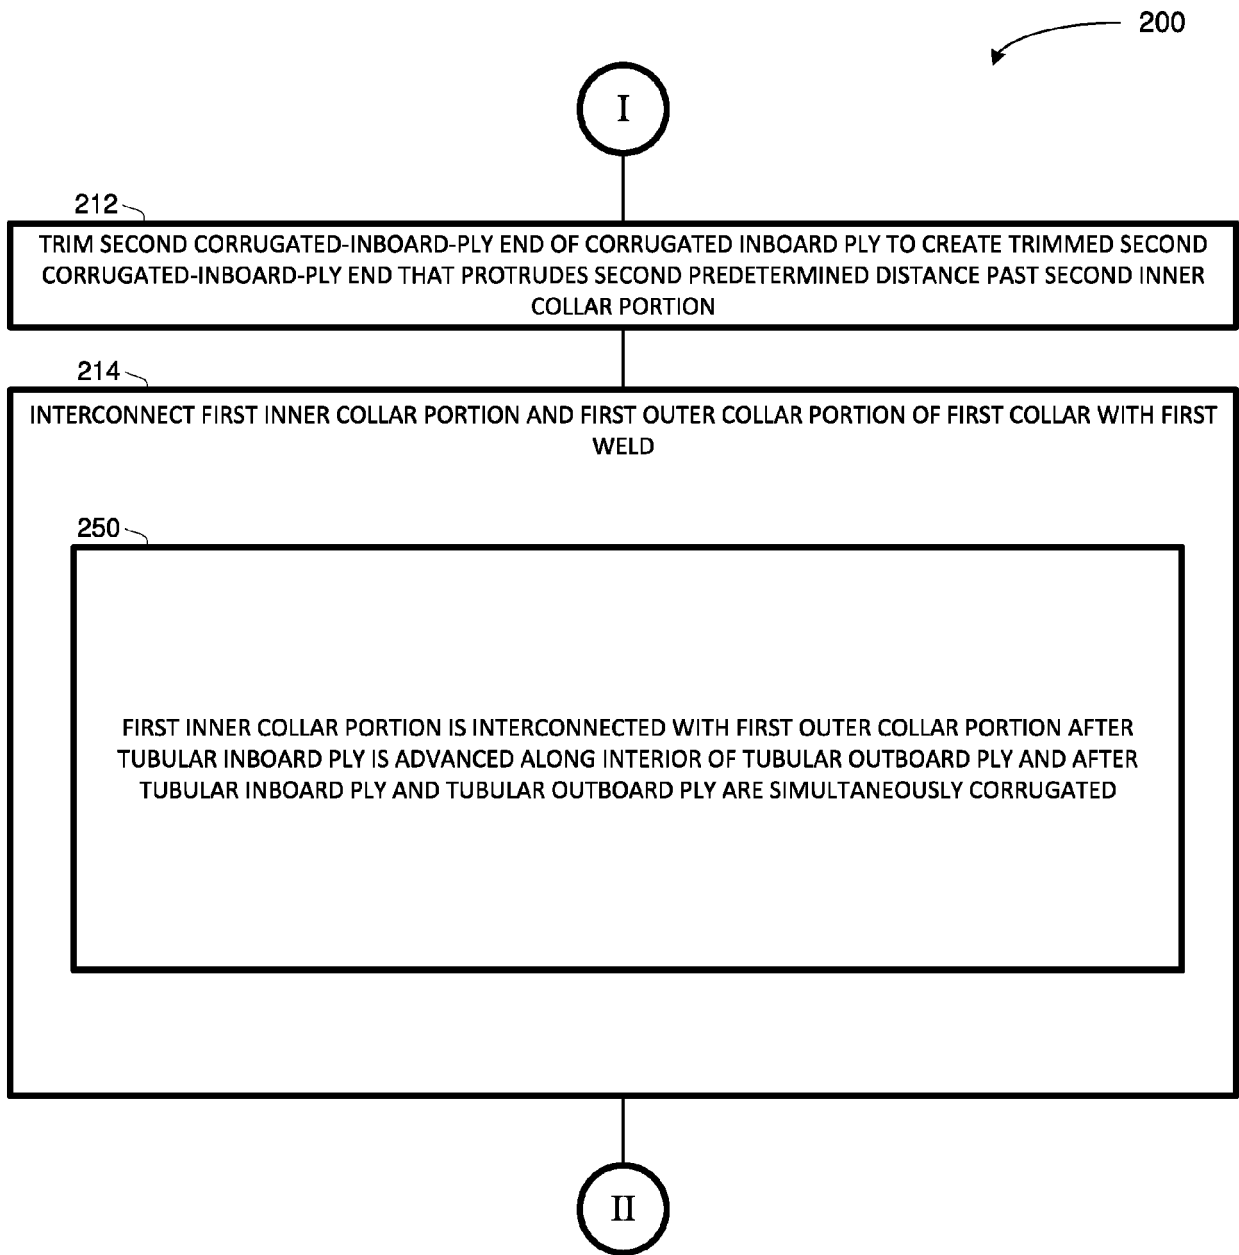 200
I
212
TRIM SECOND CORRUGATED-INBOARD-PLY END OF CORRUGATED INBOARD PLY TO CREATE TRIMMED SECOND
CORRUGATED-INBOARD-PLY END THAT PROTRUDES SECOND PREDETERMINED DISTANCE PAST SECOND INNER
COLLAR PORTION
214
INTERCONNECT FIRST INNER COLLAR PORTION AND FIRST OUTER COLLAR PORTION OF FIRST COLLAR WITH FIRST
WELD
250
FIRST INNER COLLAR PORTION IS INTERCONNECTED WITH FIRST OUTER COLLAR PORTION AFTER
TUBULAR INBOARD PLY IS ADVANCED ALONG INTERIOR OF TUBULAR OUTBOARD PLY AND AFTER
TUBULAR INBOARD PLY AND TUBULAR OUTBOARD PLY ARE SIMULTANEOUSLY CORRUGATED
II